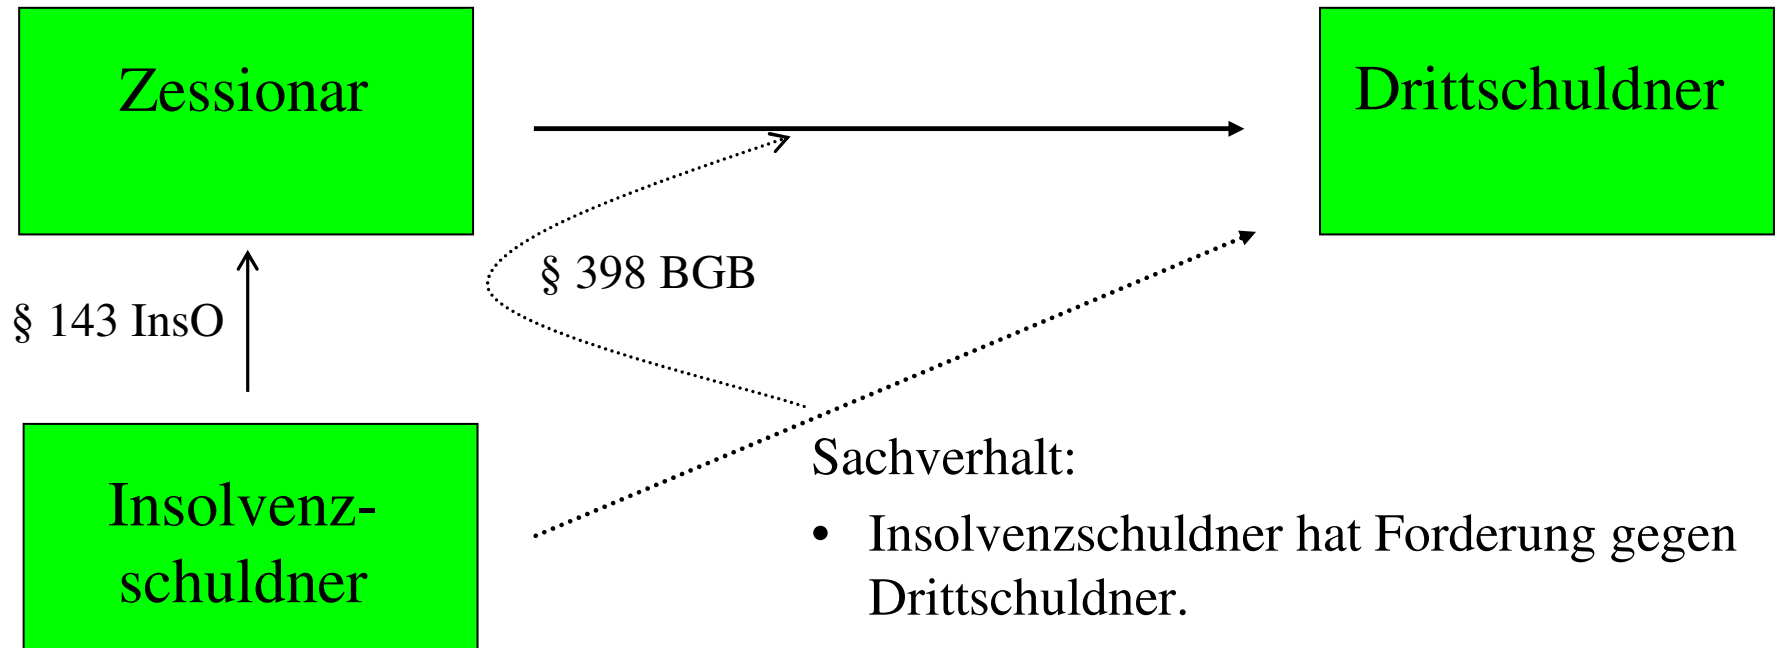 Zessionar
Drittschuldner
§ 398 BGB
§ 143 InsO
Insolvenz-
schuldner
Sachverhalt:
• Insolvenzschuldner hat Forderung gegen
Drittschuldner.